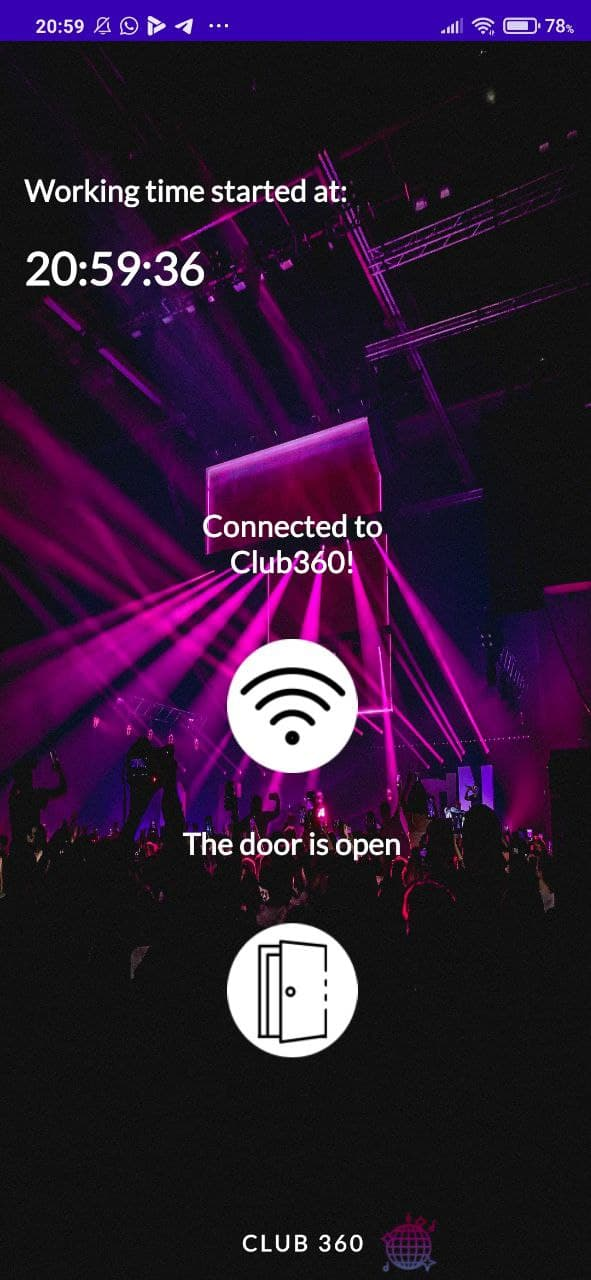 20:59 ... 78%
Working time started at:
20:59:36
Connected to
Club360!
The door is open
CLUB 360